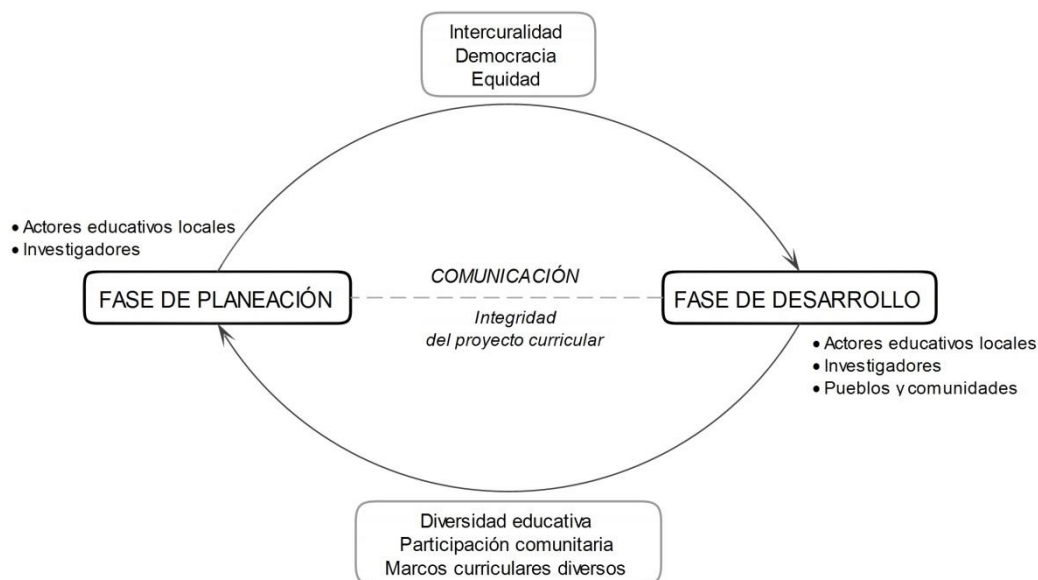 Intercuralidad
Democracia
Equidad
• Actores educativos locales
• Investigadores
FASE DE PLANEACIÓN
COMUNICACIÓN
Integridad
del proyecto curricular
FASE DE DESARROLLO
• Actores educativos locales
• Investigadores
• Pueblos y comunidades
Diversidad educativa
Participación comunitaria
Marcos curriculares diversos